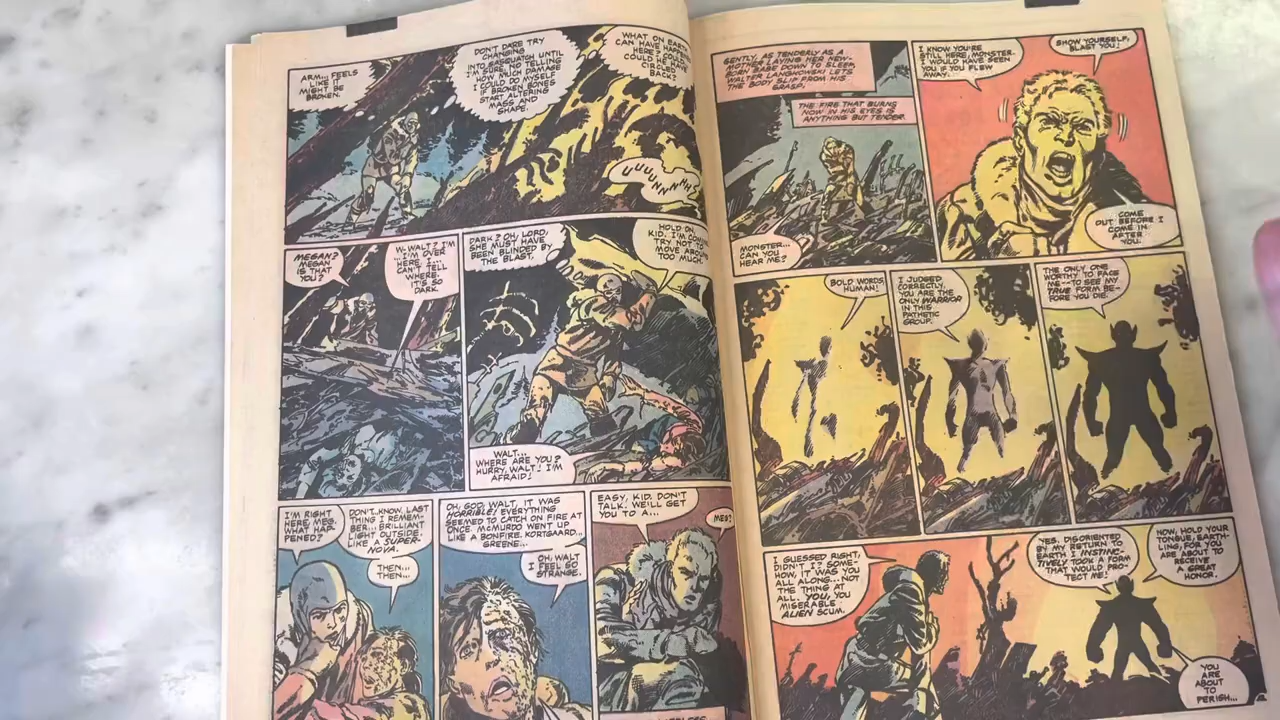 ARM... FEELS
LIKE IT
MIGHT BE
BROKEN.
DON'T DARE TRY
CHANGING
INTO SASQUATCH UNTIL
I'M SURE. NO TELLING
HOW MUCH DAMAGE
I COULD DO MYSELF
IF BROKEN BONES
START ALTERING
MASS AND
SHAPE.
WHAT ON EARTH
CAN HAVE
HERE?
COULD
BACK?
UUUNNNNHH
MEGAN?
MEGAN,
IS THAT
YOU?
W-WALT? I'M
...I'M OVER
HERE. I...
CAN'T TELL
WHERE.
IT'S SO
DARK.
DARK? OH, LORD,
SHE MUST HAVE
BEEN BLINDED BY
THE BLAST.
HOLD ON,
KID. I'M COMING
TRY NOT TO
MOVE AROUND
TOO MUCH.
WALT...
WHERE ARE YOU?
HURRY, WALT! I'M
AFRAID!
I'M RIGHT
HERE, MEG.
WHAT HAP-
PENED?
DON'T KNOW. LAST
THING I REMEM-
BER... BRILLIANT
LIGHT OUTSIDE.
LIKE A SUPER-
NOVA.
THEN...
THEN...
OH, GOD, WALT, IT WAS
HORRIBLE! EVERYTHING
SEEMED TO CATCH ON FIRE AT
ONCE. McMURDO WENT UP
LIKE A BONFIRE. KORTGAARD...
GREENE...
OH, WALT
I FEEL SO
STRANGE.
EASY, KID. DON'T
TALK. WE'LL GET
YOU TO A...
MEG?
GENTLY, AS TENDERLY AS A
MOTHER LAYING HER NEW-
BORN BABE DOWN TO SLEEP,
WALTER LANGKOWSKI LETS
THE BODY SLIP FROM HIS
GRASP.
THE FIRE THAT BURNS
NOW IN HIS EYES IS
ANYTHING BUT TENDER.
MONSTER...
CAN YOU
HEAR ME?
I KNOW YOU'RE
STILL HERE, MONSTER.
I WOULD HAVE SEEN
YOU IF YOU FLEW
AWAY.
SHOW YOURSELF,
BLAST YOU!
COME
OUT BEFORE I
COME IN
AFTER
YOU.
BOLD WORDS,
HUMAN!
I JUDGED
CORRECTLY.
YOU ARE THE
ONLY WARRIOR
IN THIS
PATHETIC
GROUP.
THE ONLY ONE
WORTHY TO FACE
ME--TO SEE MY
TRUE FORM BE-
FORE YOU DIE.
I GUESSED RIGHT,
DIDN'T I? SOME-
HOW, IT WAS YOU
ALL ALONG... NOT
THE THING AT
ALL. YOU, YOU
MISERABLE
ALIEN SCUM.
YES. DISORIENTED
BY MY RETURN TO
EARTH I INSTINC-
TIVELY TOOK A FORM
THAT WOULD PRO-
TECT ME!
NOW, HOLD YOUR
TONGUE, EARTH-
LING, FOR YOU
ARE ABOUT TO
RECEIVE
A GREAT
HONOR.
YOU
ARE
ABOUT
TO
PERISH...